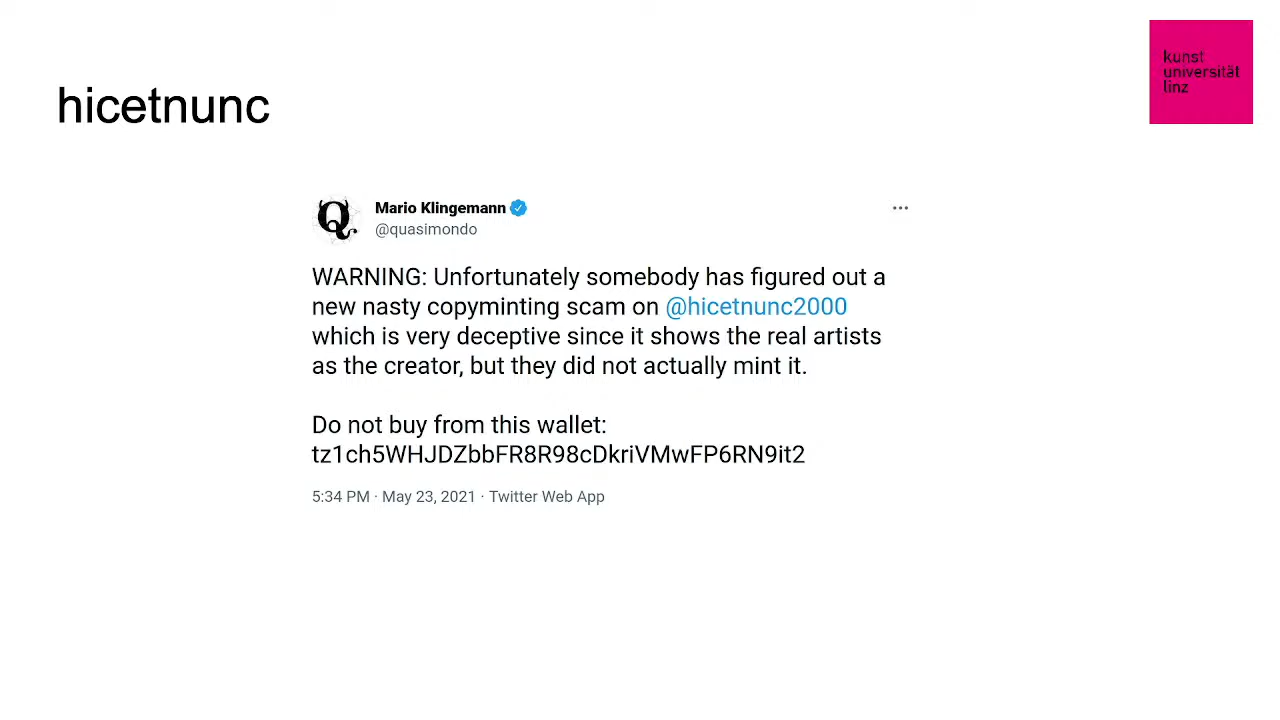 kunst
universität
linz
hicetnunc
Mario Klingemann
@quasimondo
WARNING: Unfortunately somebody has figured out a
new nasty copyminting scam on @hicetnunc2000
which is very deceptive since it shows the real artists
as the creator, but they did not actually mint it.
Do not buy from this wallet:
tz1ch5WHJDZbbFR8R98cDkriVMwFP6RN9it2
5:34 PM · May 23, 2021 · Twitter Web App